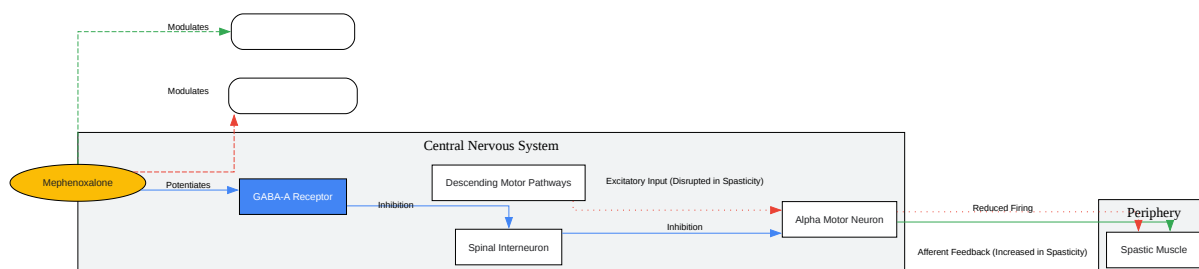 Modulates
Modulates
Central Nervous System
Mephenoxalone
Potentiates
GABA-A Receptor
Descending Motor Pathways
Excitatory Input (Disrupted in Spasticity)
Inhibition
Spinal Interneuron
Inhibition
Alpha Motor Neuron
Reduced Firing
Afferent Feedback (Increased in Spasticity)
Periphery
Spastic Muscle